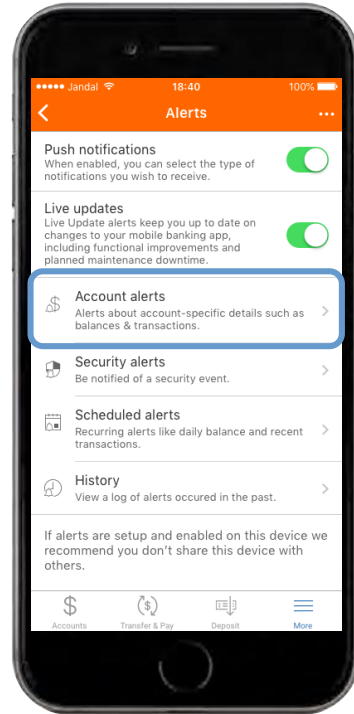 Jandal 18:40 100%
Alerts
Push notifications
When enabled, you can select the type of
notifications you wish to receive.
Live updates
Live Update alerts keep you up to date on
changes to your mobile banking app,
including functional improvements and
planned maintenance downtime.
Account alerts
Alerts about account-specific details such as
balances & transactions.
Security alerts
Be notified of a security event.
Scheduled alerts
Recurring alerts like daily balance and recent
transactions.
History
View a log of alerts occured in the past.
If alerts are setup and enabled on this device we
recommend you don't share this device with
others.
Accounts Transfer & Pay Deposit More